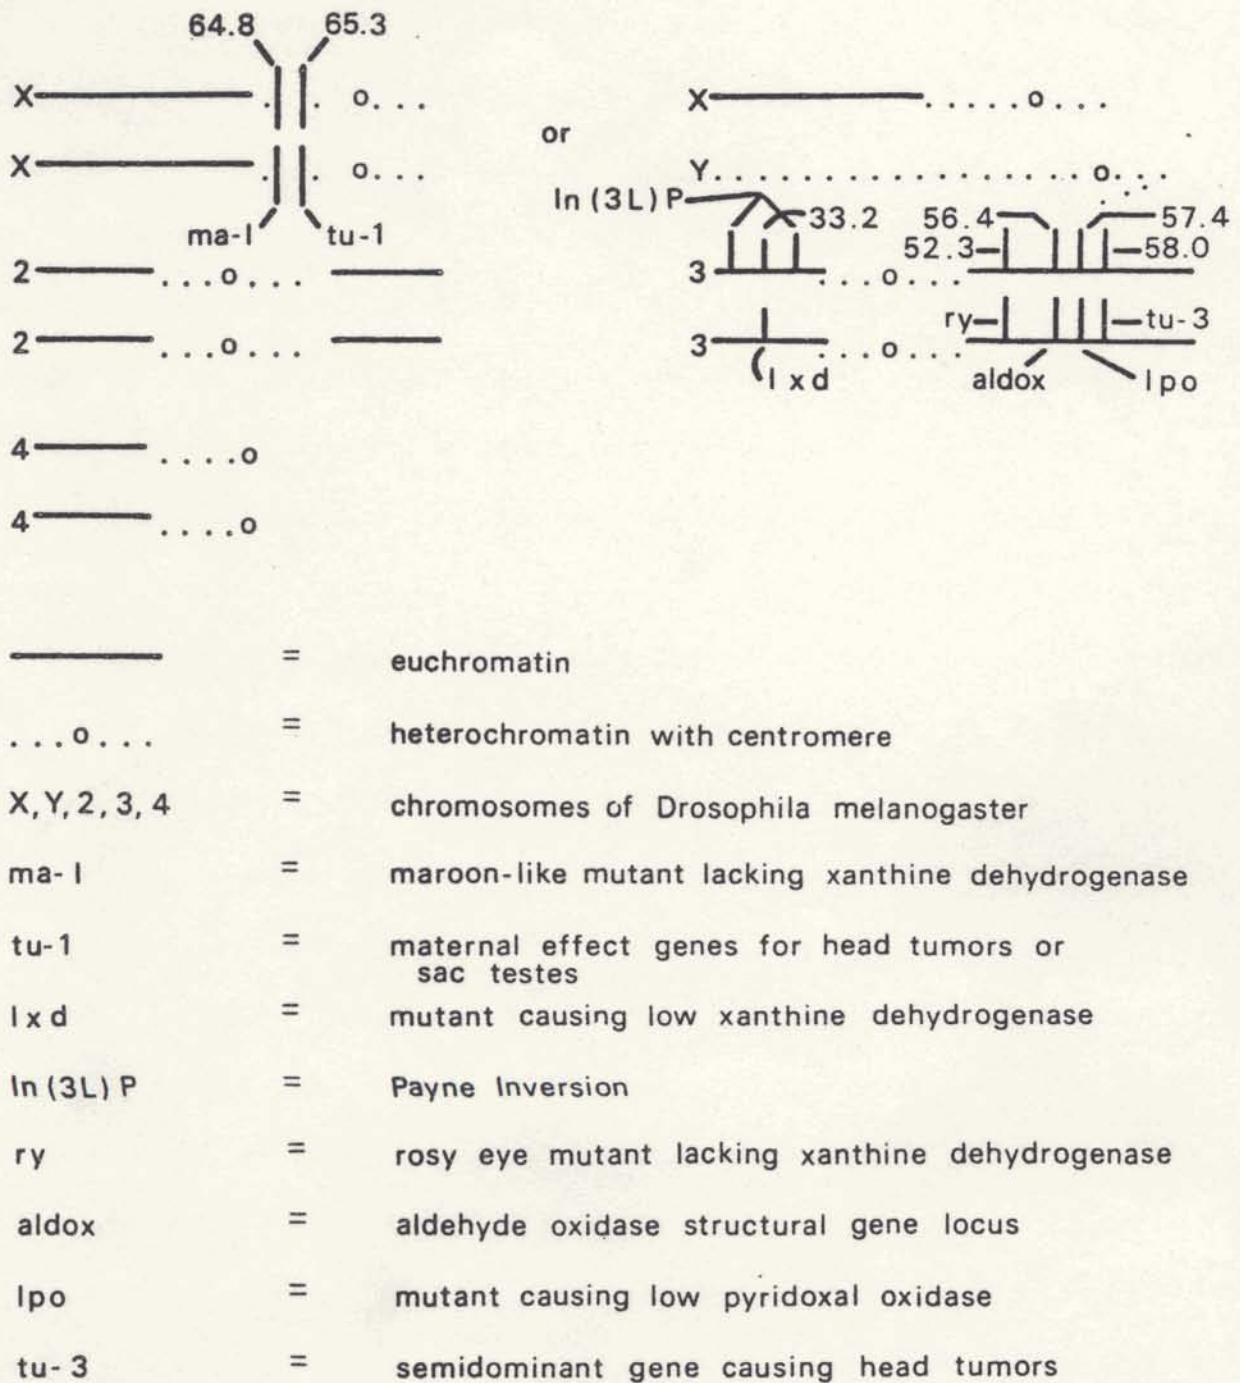 64.8 65.3
X . . o . . .
X . . . . . o . . .
or
X . . o . . .
Y . . . . . . . . . . . . . . . . . . o . . .
In (3L) P
33.2 56.4 57.4
ma-l tu-1
52.3 58.0
2 . . . o . . .
3 . . . o . . .
ry tu-3
2 . . . o . . .
3 . . . o . . .
lxd aldox lpo
4 . . . . o
4 . . . . o
= euchromatin
. . . o . . . = heterochromatin with centromere
X, Y, 2, 3, 4 = chromosomes of Drosophila melanogaster
ma-l = maroon-like mutant lacking xanthine dehydrogenase
tu-1 = maternal effect genes for head tumors or
sac testes
lxd = mutant causing low xanthine dehydrogenase
In (3L) P = Payne Inversion
ry = rosy eye mutant lacking xanthine dehydrogenase
aldox = aldehyde oxidase structural gene locus
lpo = mutant causing low pyridoxal oxidase
tu-3 = semidominant gene causing head tumors